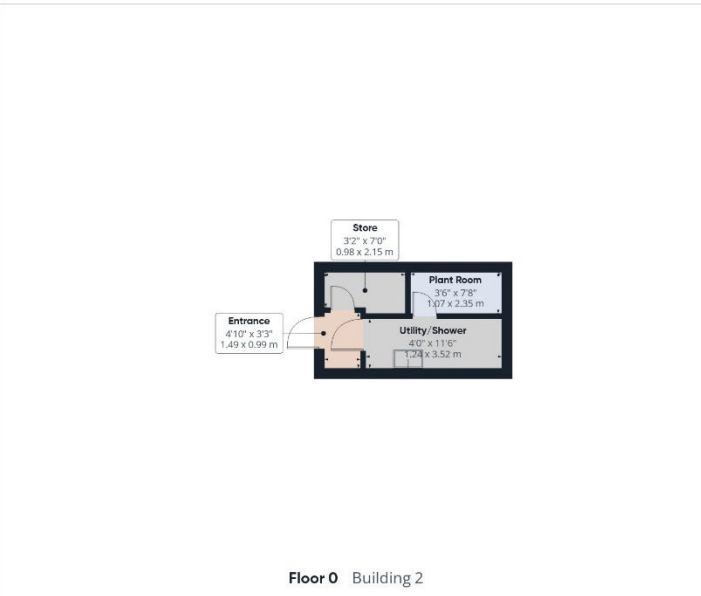 Store
3'2" x 7'0"
0.98 x 2.15 m
Plant Room
3'6" x 7'8"
1.07 x 2.35 m
Entrance
4'10" x 3'3"
1.49 x 0.99 m
Utility/Shower
4'0" x 11'6"
1.24 x 3.52 m
Floor 0 Building 2